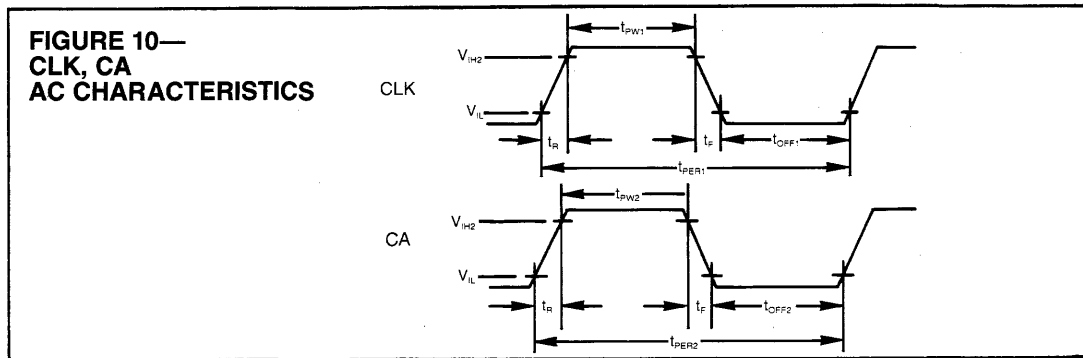 FIGURE 10—
CLK, CA
AC CHARACTERISTICS
CLK
V_IH2
V_IL
t_PW1
t_R
t_F
t_OFF1
t_PER1
CA
V_IH2
V_IL
t_PW2
t_R
t_F
t_OFF2
t_PER2